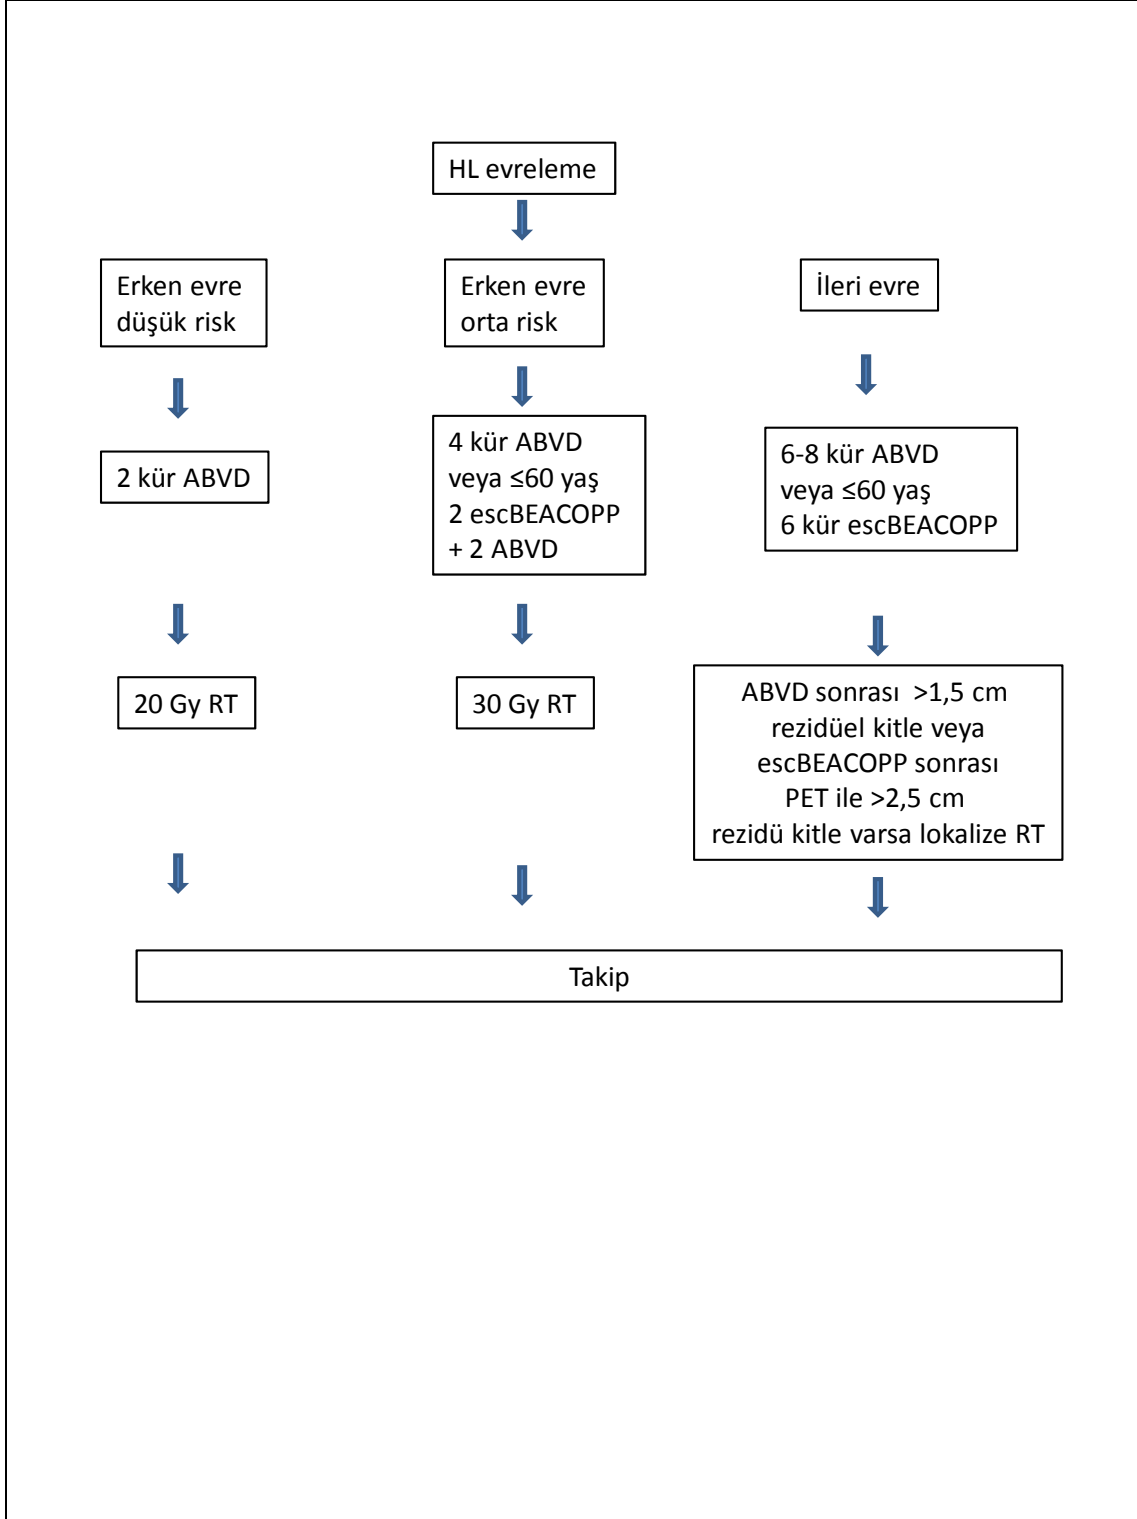 HL evreleme
Erken evre
düşük risk
Erken evre
orta risk
İleri evre
2 kür ABVD
4 kür ABVD
veya ≤60 yaş
2 escBEACOPP
+ 2 ABVD
6-8 kür ABVD
veya ≤60 yaş
6 kür escBEACOPP
20 Gy RT
30 Gy RT
ABVD sonrası >1,5 cm
rezidüel kitle veya
escBEACOPP sonrası
PET ile >2,5 cm
rezidü kitle varsa lokalize RT
Takip